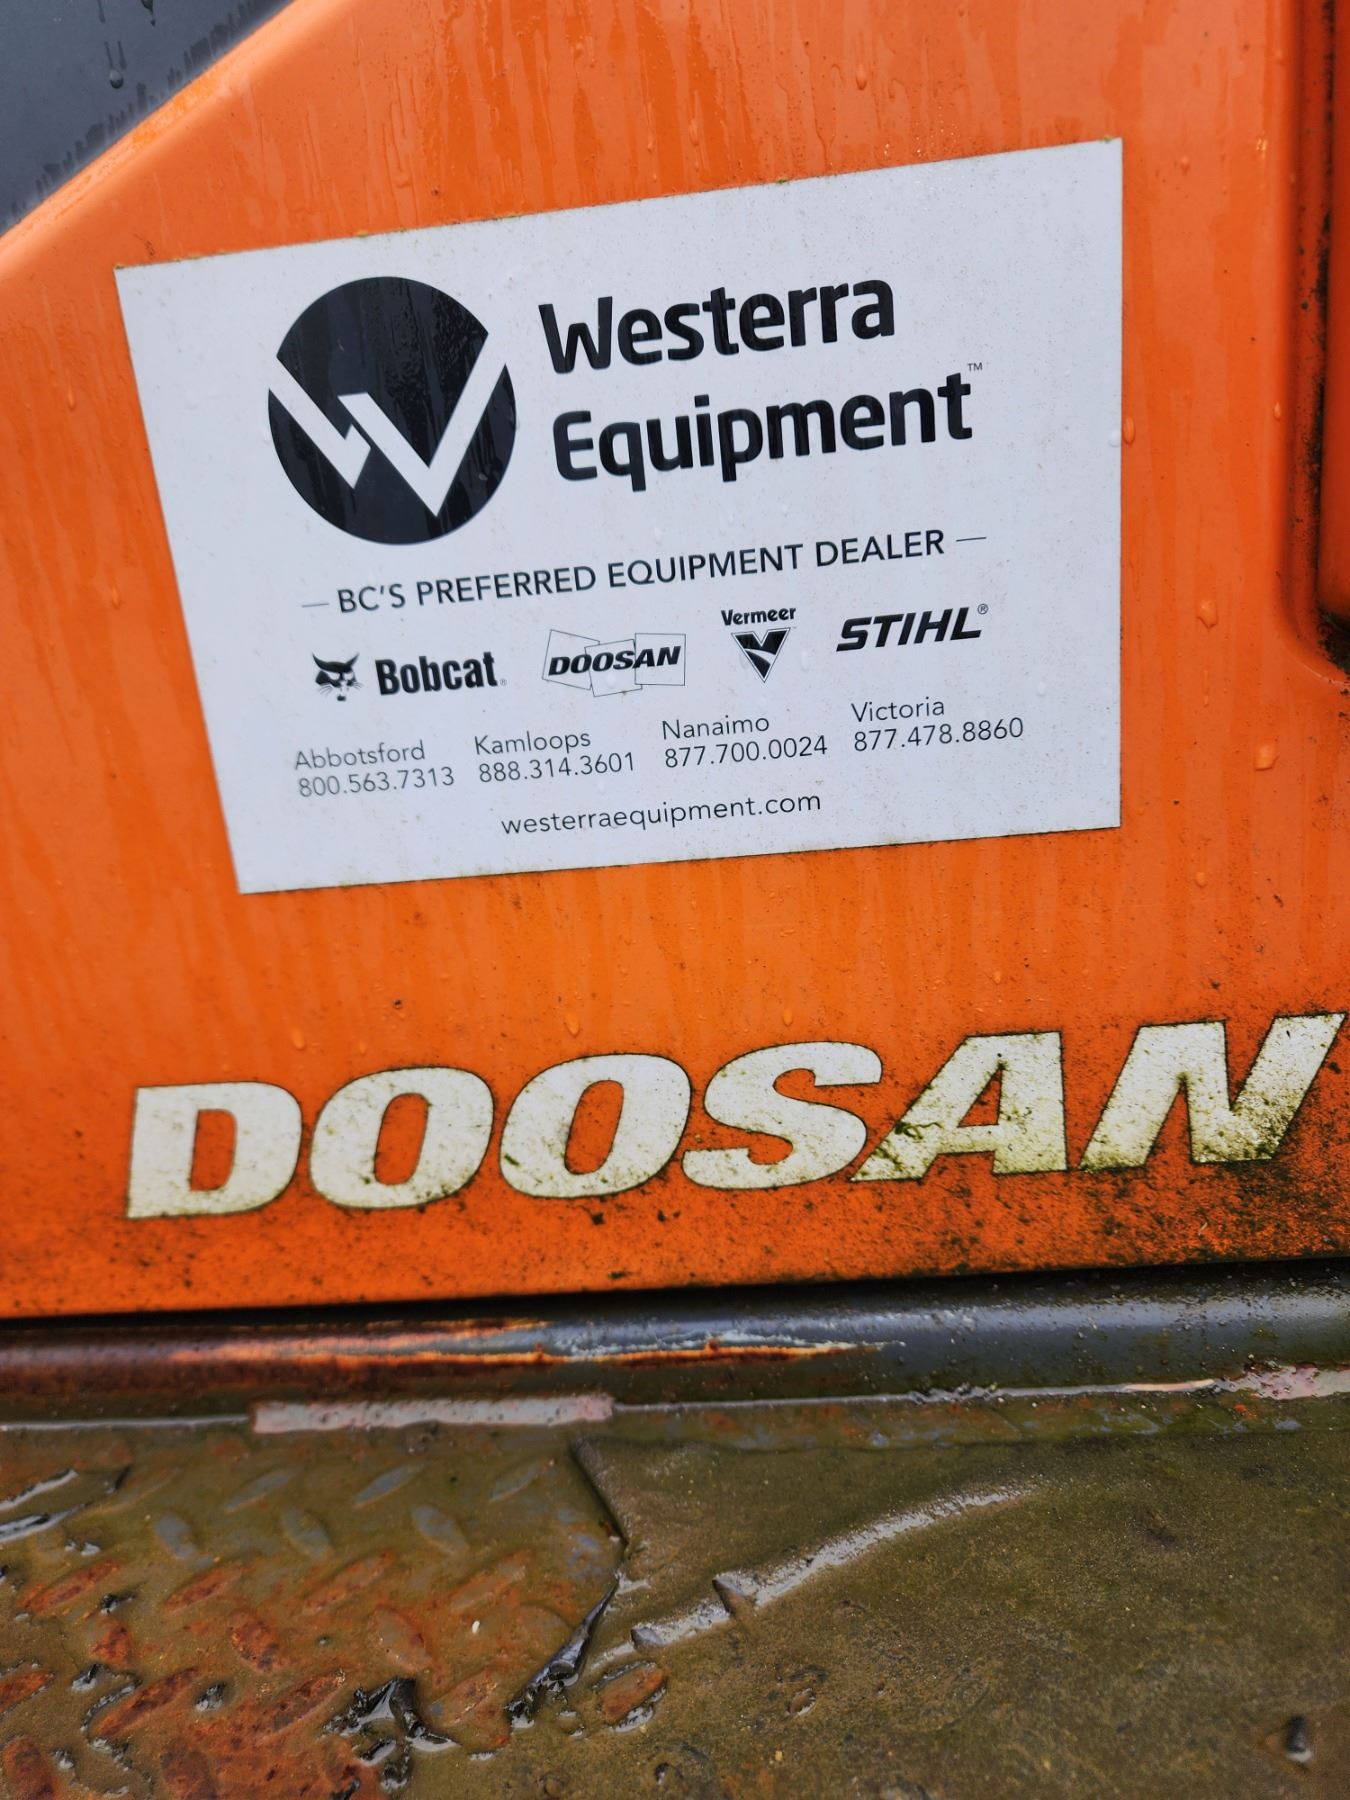 Westerra
Equipment™
— BC'S PREFERRED EQUIPMENT DEALER —
Bobcat® DOOSAN Vermeer™ STIHL®
Abbotsford Kamloops Nanaimo Victoria
800.563.7313 888.314.3601 877.700.0024 877.478.8860
westerraequipment.com
DOOSAN